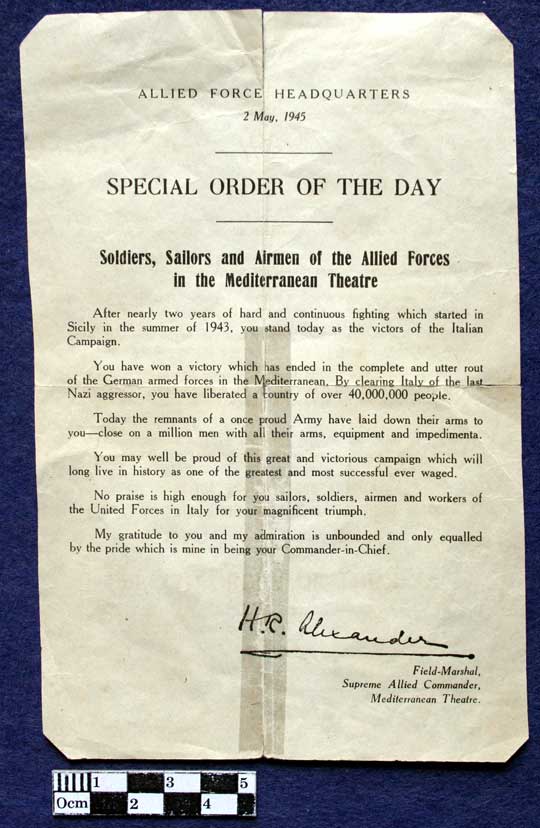 ALLIED FORCE HEADQUARTERS
2 May, 1945
SPECIAL ORDER OF THE DAY
Soldiers, Sailors and Airmen of the Allied Forces
in the Mediterranean Theatre
After nearly two years of hard and continuous fighting which started in
Sicily in the summer of 1943, you stand today as the victors of the Italian
Campaign.
You have won a victory which has ended in the complete and utter rout
of the German armed forces in the Mediterranean. By clearing Italy of the last
Nazi aggressor, you have liberated a country of over 40,000,000 people.
Today the remnants of a once proud Army have laid down their arms to
you—close on a million men with all their arms, equipment and impedimenta.
You may well be proud of this great and victorious campaign which will
long live in history as one of the greatest and most successful ever waged.
No praise is high enough for you sailors, soldiers, airmen and workers of
the United Forces in Italy for your magnificent triumph.
My gratitude to you and my admiration is unbounded and only equalled
by the pride which is mine in being your Commander-in-Chief.
H.R. Alexander
Field-Marshal,
Supreme Allied Commander,
Mediterranean Theatre.
1 3 5
0cm 2 4